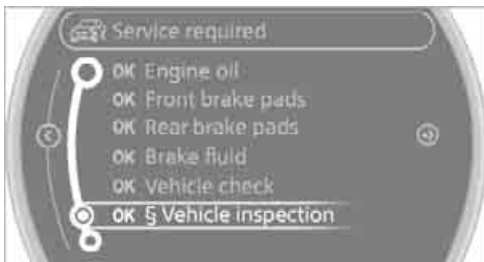 Service required
OK Engine oil
OK Front brake pads
OK Rear brake pads
OK Brake fluid
OK Vehicle check
OK § Vehicle inspection